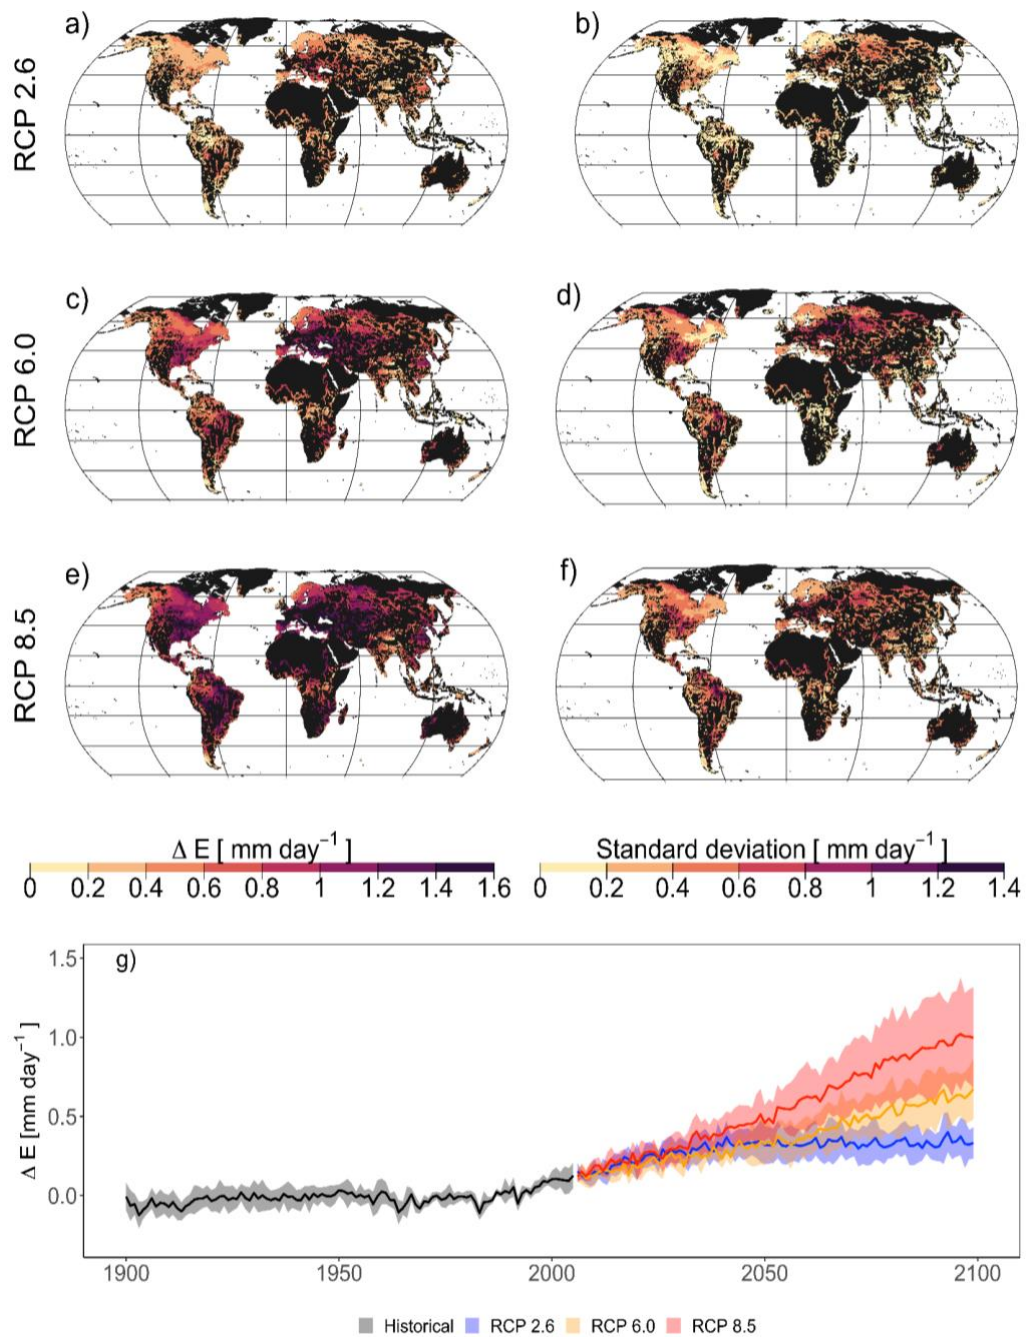 a)
b)
RCP 2.6
c)
d)
RCP 6.0
e)
f)
RCP 8.5
Δ E [ mm day⁻¹ ]
0 0.2 0.4 0.6 0.8 1 1.2 1.4 1.6
Standard deviation [ mm day⁻¹ ]
0 0.2 0.4 0.6 0.8 1 1.2 1.4
g)
Δ E [mm day⁻¹ ]
1.5
1.0
0.5
0.0
1900 1950 2000 2050 2100
Historical RCP 2.6 RCP 6.0 RCP 8.5